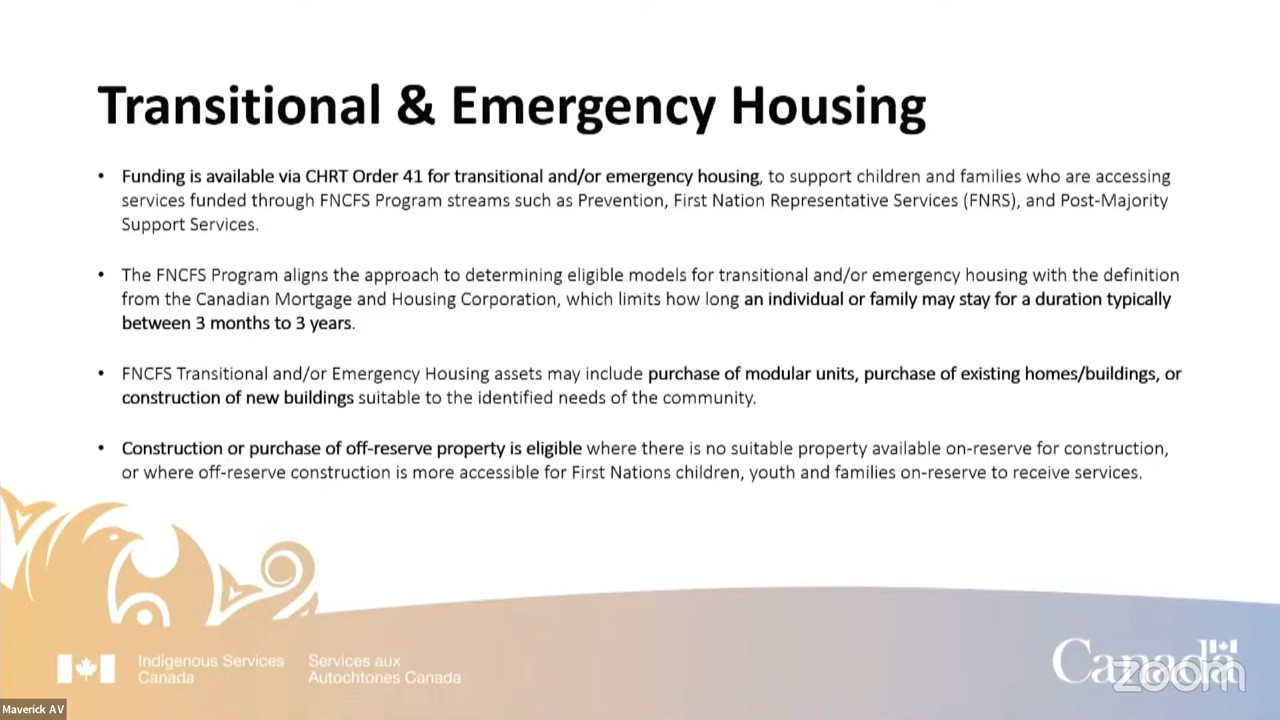 Transitional & Emergency Housing
• Funding is available via CHRT Order 41 for transitional and/or emergency housing, to support children and families who are accessing
services funded through FNCFS Program streams such as Prevention, First Nation Representative Services (FNRS), and Post-Majority
Support Services.
• The FNCFS Program aligns the approach to determining eligible models for transitional and/or emergency housing with the definition
from the Canadian Mortgage and Housing Corporation, which limits how long an individual or family may stay for a duration typically
between 3 months to 3 years.
• FNCFS Transitional and/or Emergency Housing assets may include purchase of modular units, purchase of existing homes/buildings, or
construction of new buildings suitable to the identified needs of the community.
• Construction or purchase of off-reserve property is eligible where there is no suitable property available on-reserve for construction,
or where off-reserve construction is more accessible for First Nations children, youth and families on-reserve to receive services.
Indigenous Services
Canada
Services aux
Autochtones Canada
Canada
zoom
Maverick AV